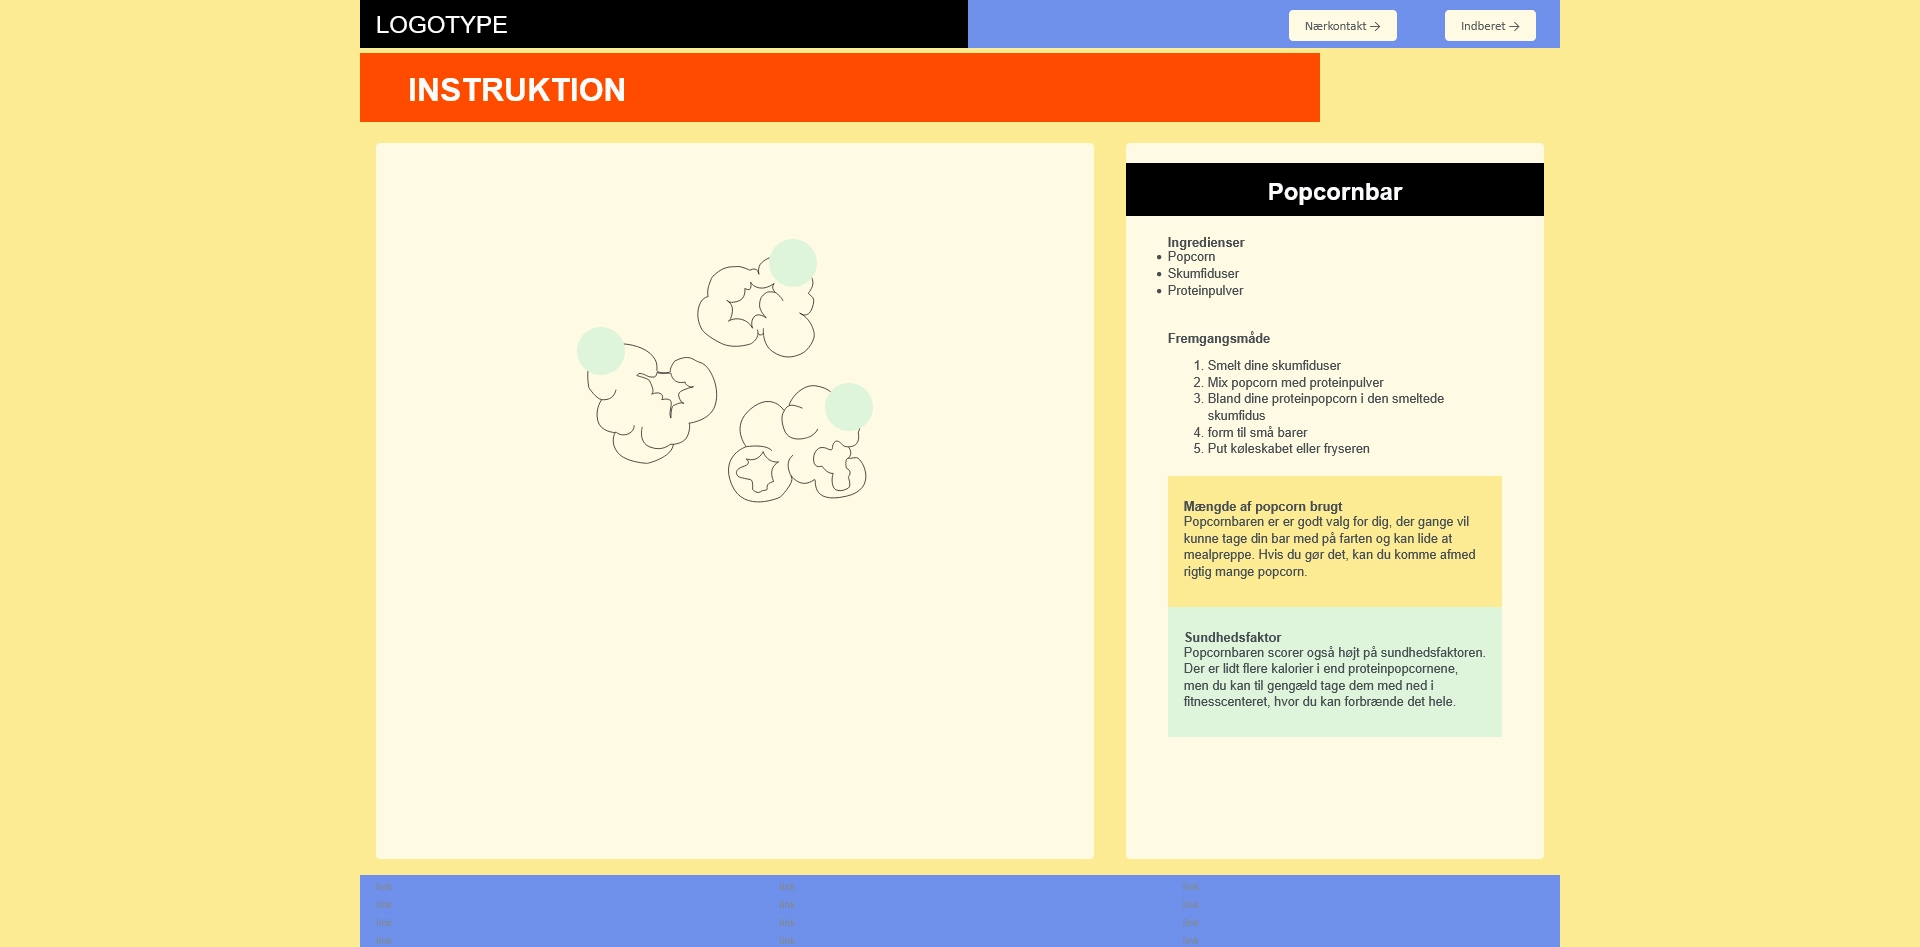 LOGOTYPE
Nærkontakt →
Indberet →
INSTRUKTION
Popcornbar
Ingredienser
• Popcorn
• Skumfiduser
• Proteinpulver
Fremgangsmåde
1. Smelt dine skumfiduser
2. Mix popcorn med proteinpulver
3. Bland dine proteinpopcorn i den smeltede
skumfidus
4. form til små barer
5. Put køleskabet eller fryseren
Mængde af popcorn brugt
Popcornbaren er er godt valg for dig, der gange vil
kunne tage din bar med på farten og kan lide at
mealpreppe. Hvis du gør det, kan du komme afmed
rigtig mange popcorn.
Sundhedsfaktor
Popcornbaren scorer også højt på sundhedsfaktoren.
Der er lidt flere kalorier i end proteinpopcornene,
men du kan til gengæld tage dem med ned i
fitnesscenteret, hvor du kan forbrænde det hele.
link link link
link link link
link link link
link link link